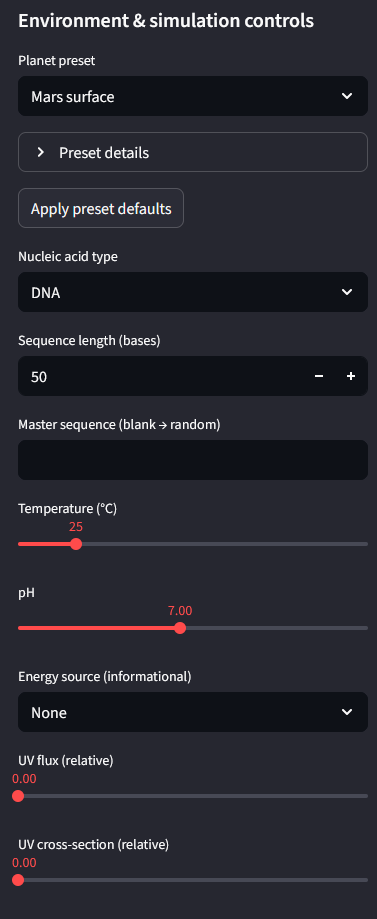 Environment & simulation controls
Planet preset
Mars surface
Preset details
Apply preset defaults
Nucleic acid type
DNA
Sequence length (bases)
50
Master sequence (blank → random)
Temperature (°C)
25
pH
7.00
Energy source (informational)
None
UV flux (relative)
0.00
UV cross-section (relative)
0.00